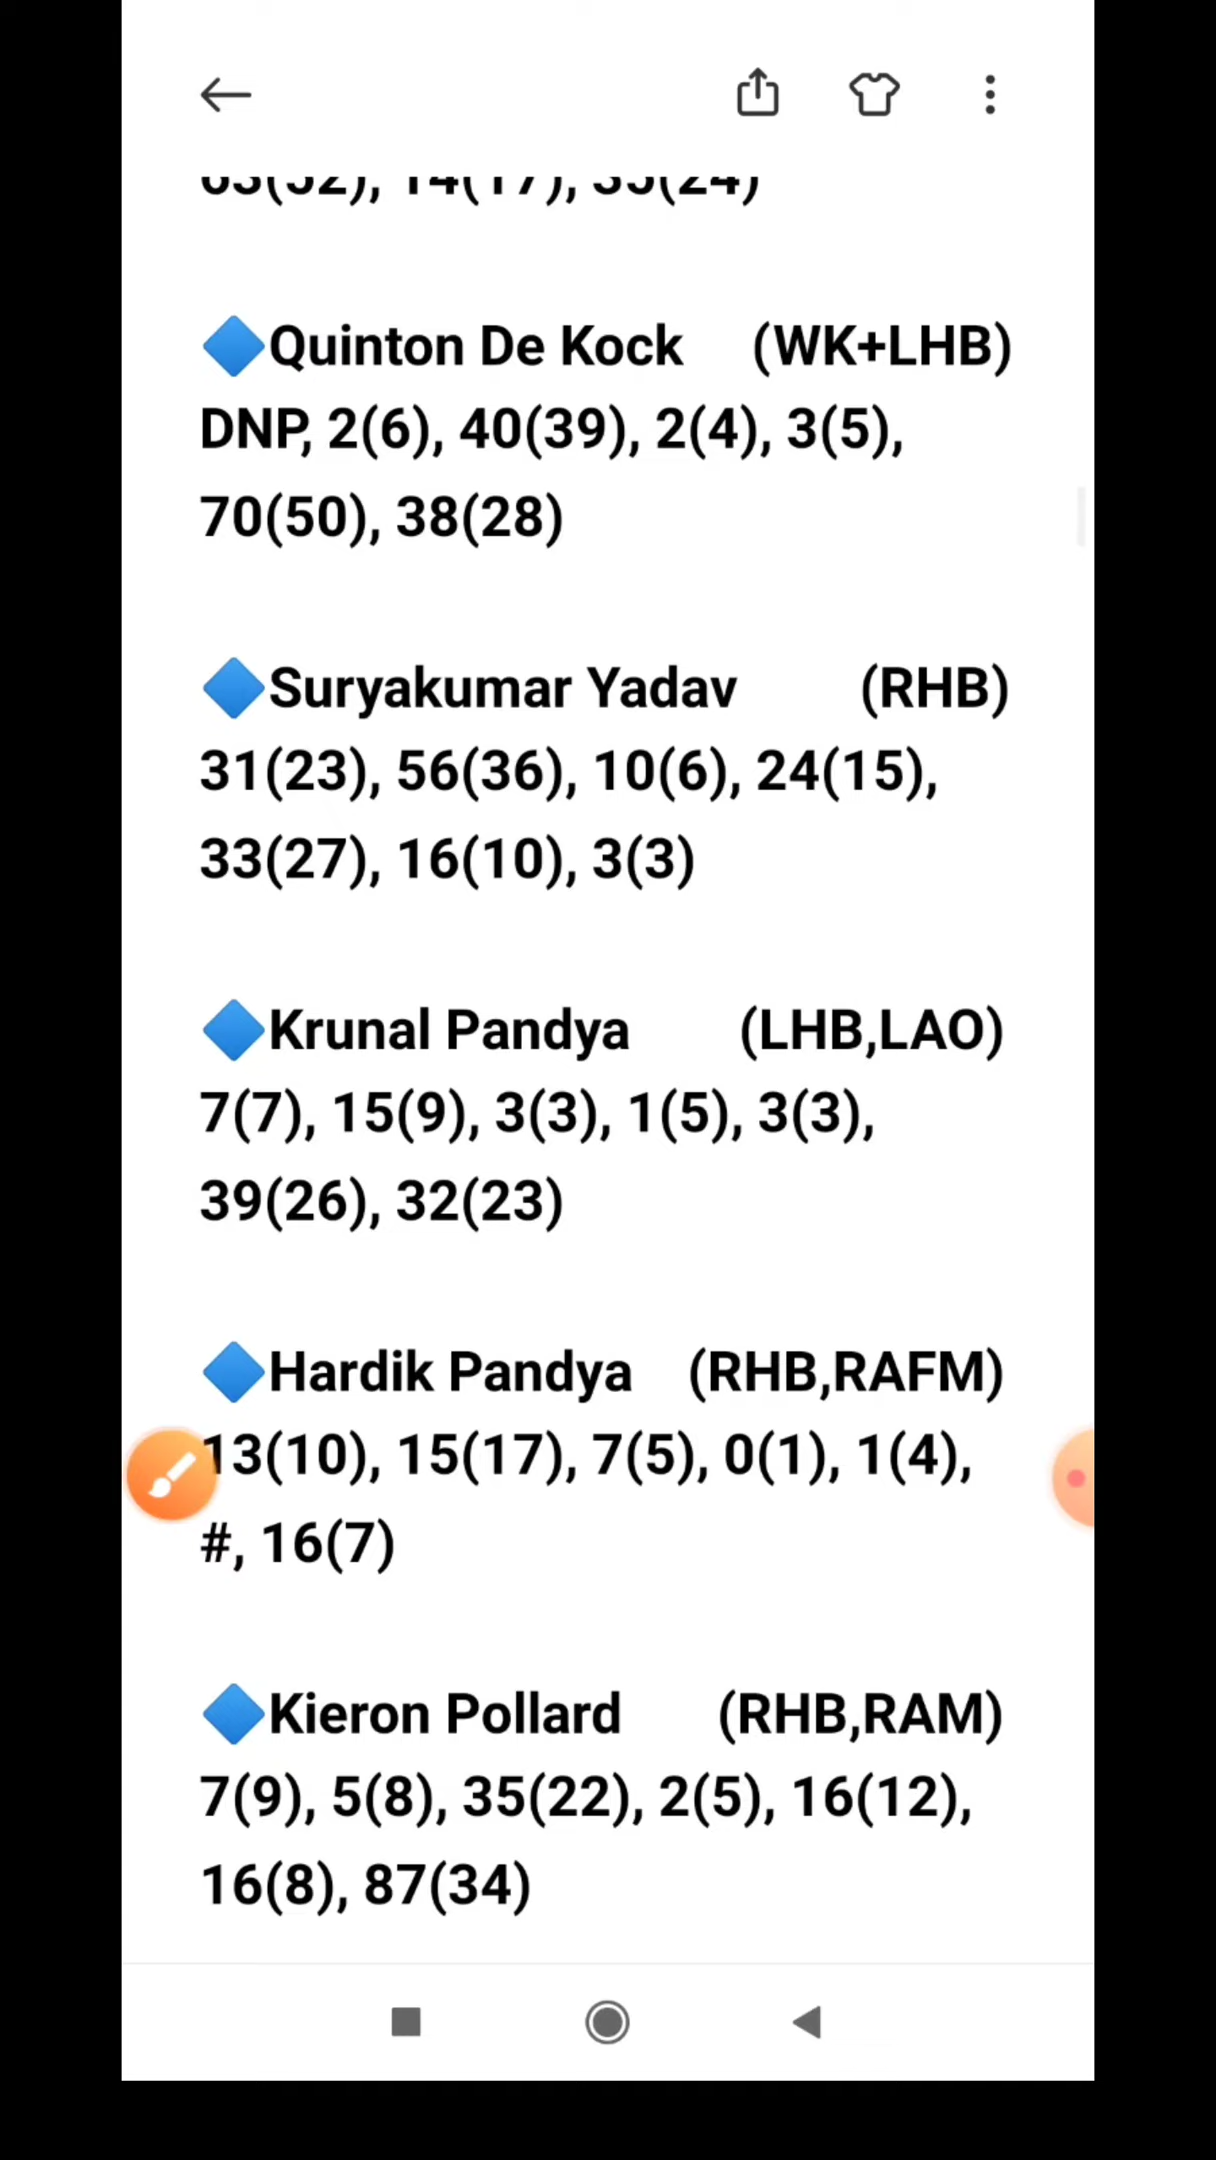 14(17), 35(24)
Quinton De Kock (WK+LHB)
DNP, 2(6), 40(39), 2(4), 3(5),
70(50), 38(28)
Suryakumar Yadav (RHB)
31(23), 56(36), 10(6), 24(15),
33(27), 16(10), 3(3)
Krunal Pandya (LHB,LAO)
7(7), 15(9), 3(3), 1(5), 3(3),
39(26), 32(23)
Hardik Pandya (RHB,RAFM)
13(10), 15(17), 7(5), 0(1), 1(4),
#, 16(7)
Kieron Pollard (RHB,RAM)
7(9), 5(8), 35(22), 2(5), 16(12),
16(8), 87(34)